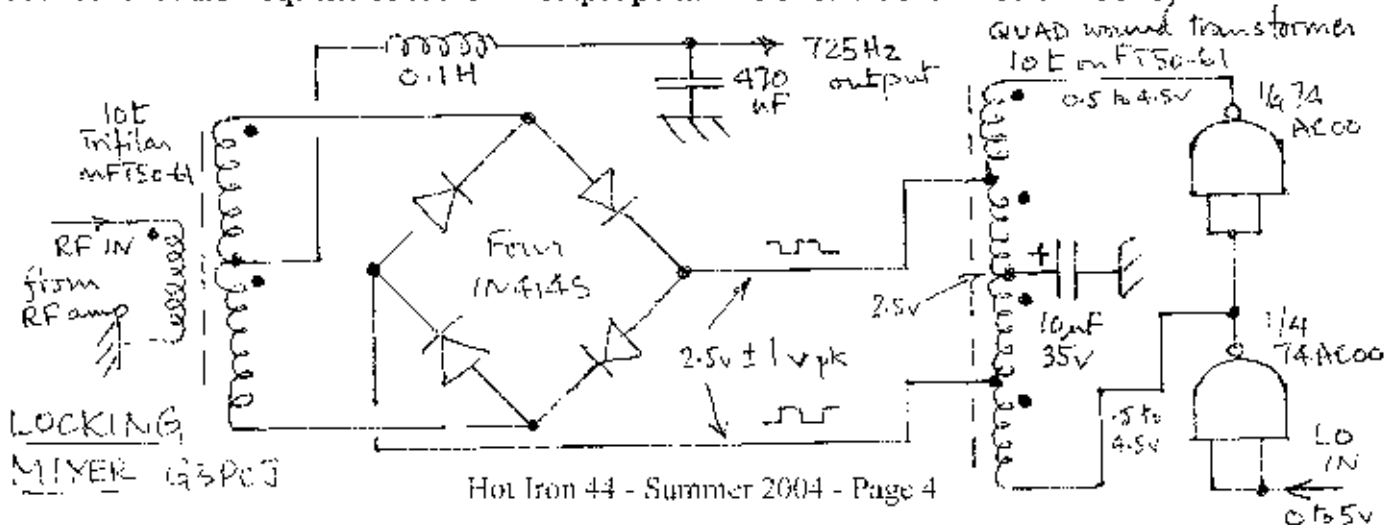 QUAD wound transformer
10t on FT50-61
0.5 to 4.5v
1/4 74
AC00
0.1H
725Hz
output
470
nF
10t
Trifilar
on FT50-61
RF IN
from
RF amp
Four
1N4148
2.5v ± 1v pk
2.5v
+
10µF
35v
1/4
74AC00
.5 to
4.5v
LO
IN
0 to 5v
LOCKING
MIXER G3PCJ
Hot Iron 44 - Summer 2004 - Page 4